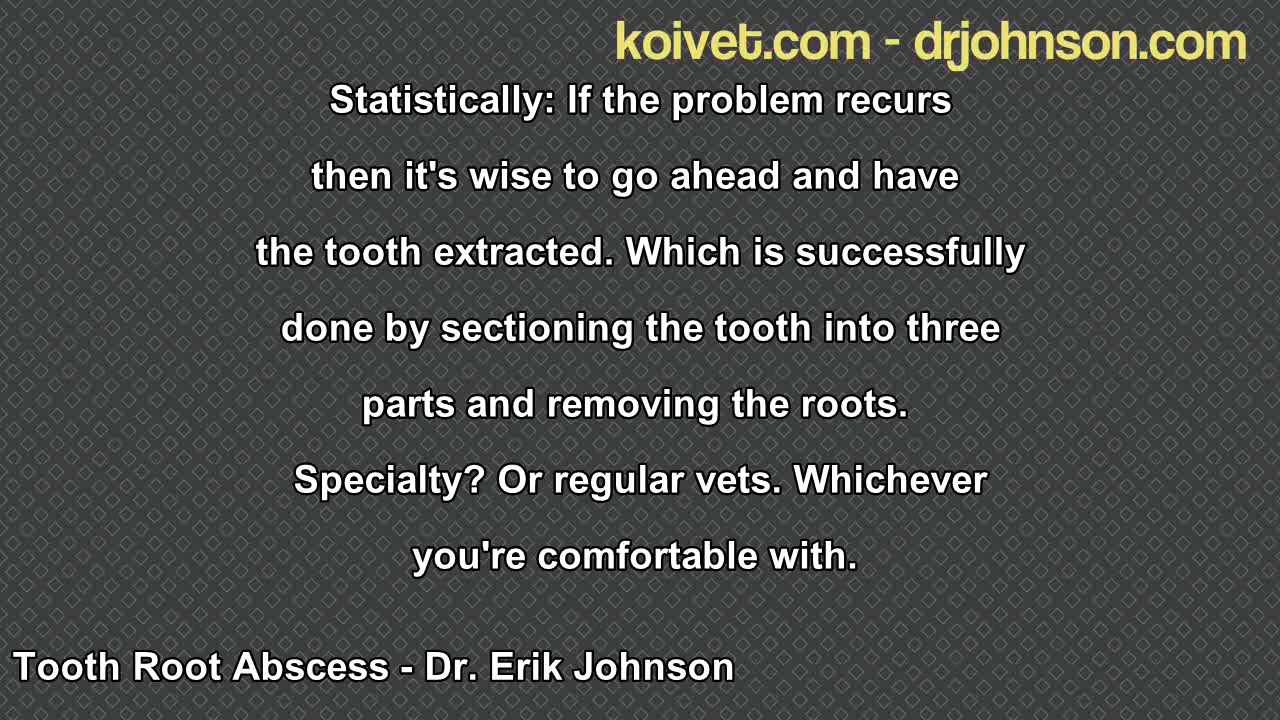 koivet.com - drjohnson.com
Statistically: If the problem recurs
then it's wise to go ahead and have
the tooth extracted. Which is successfully
done by sectioning the tooth into three
parts and removing the roots.
Specialty? Or regular vets. Whichever
you're comfortable with.
Tooth Root Abscess - Dr. Erik Johnson